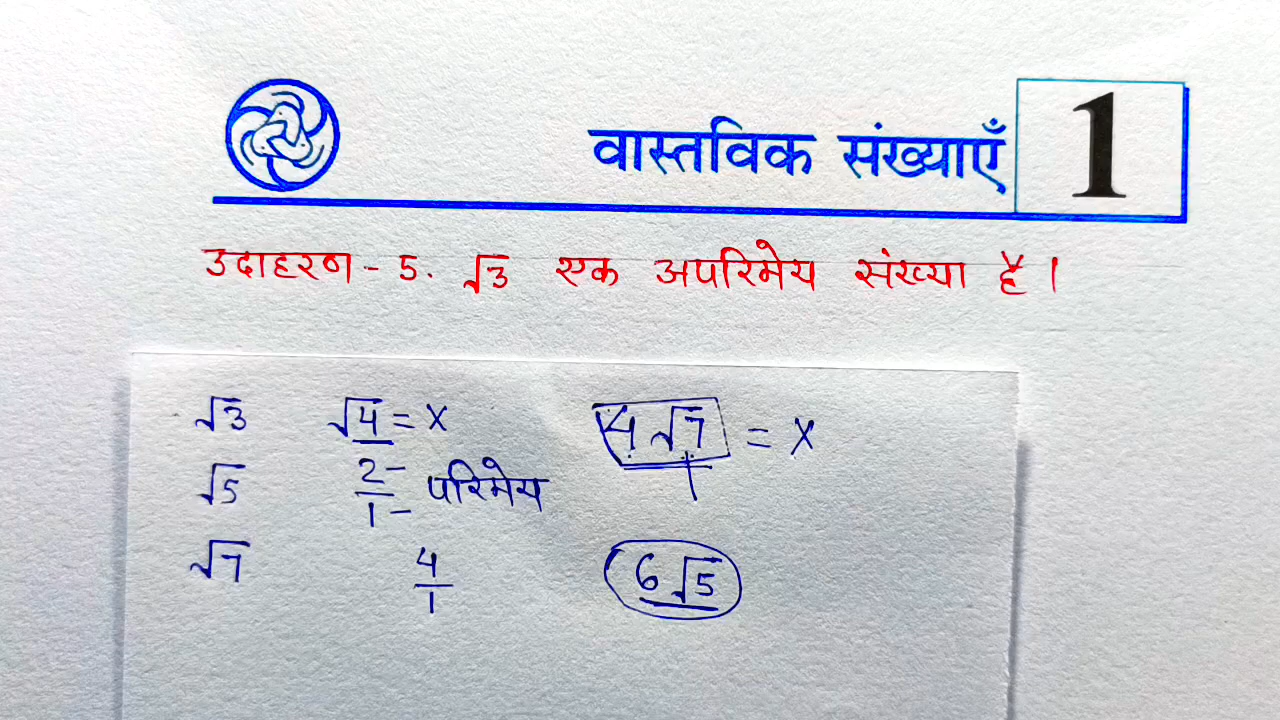 वास्तविक संख्याएँ 1
उदाहरण - 5. √3 एक अपरिमेय संख्या है।
√3 √4 = x 4√7 = x
√5 2/1 - परिमेय 1
√7 4/1 6√5